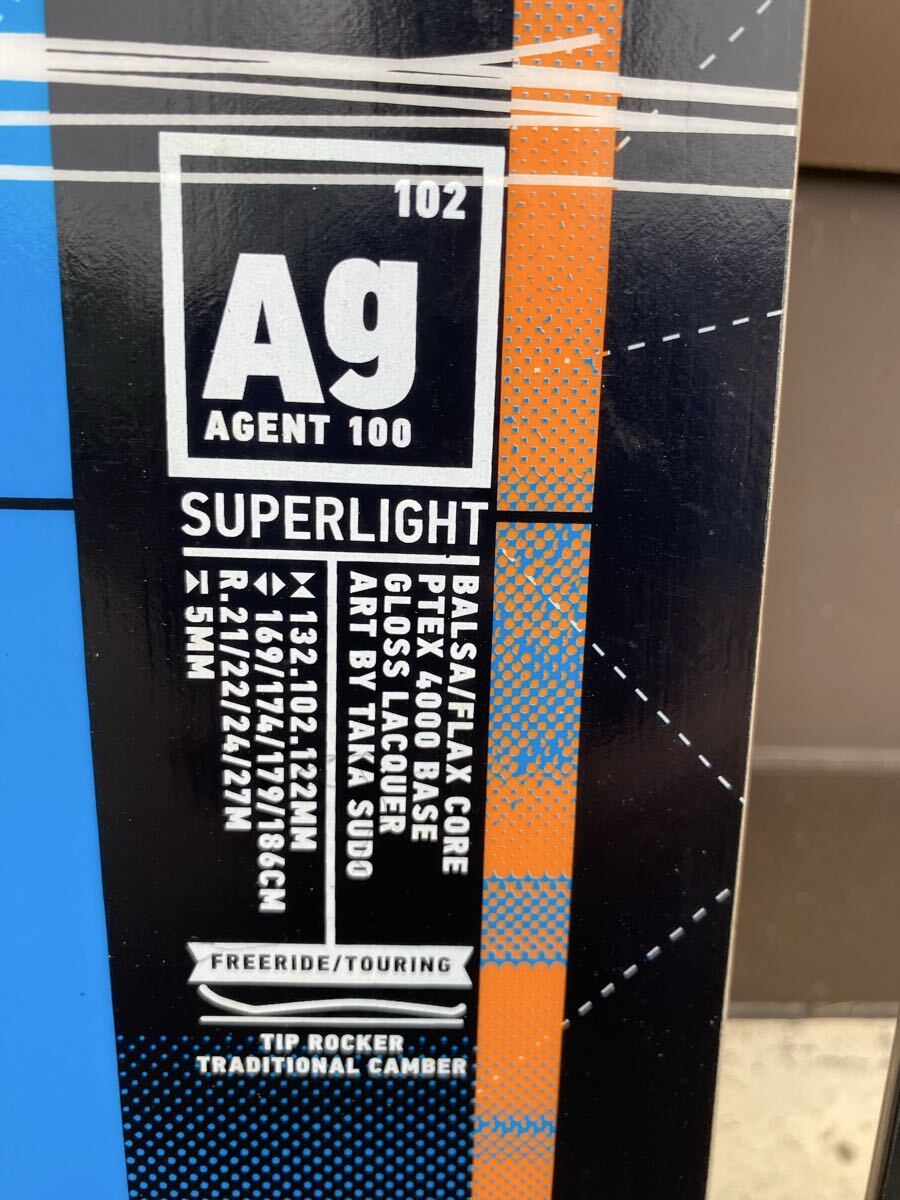 102
Ag
AGENT 100
SUPERLIGHT
BALSA/FLAX CORE
PTEX 4000 BASE
GLOSS LACQUER
ART BY TAKA SUDO
132.102.122MM
169/174/179/186CM
R.21/22/24/27M
5MM
FREERIDE/TOURING
TIP ROCKER
TRADITIONAL CAMBER